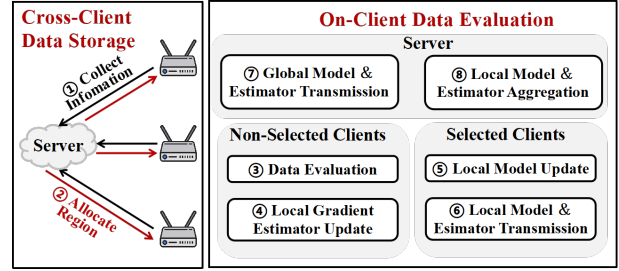 Cross-Client
Data Storage
① Collect
Infomation
Server
② Allocate
Region
On-Client Data Evaluation
Server
⑦ Global Model &
Estimator Transmission
⑧ Local Model &
Estimator Aggregation
Non-Selected Clients
③ Data Evaluation
④ Local Gradient
Estimator Update
Selected Clients
⑤ Local Model Update
⑥ Local Model &
Esimator Transmission